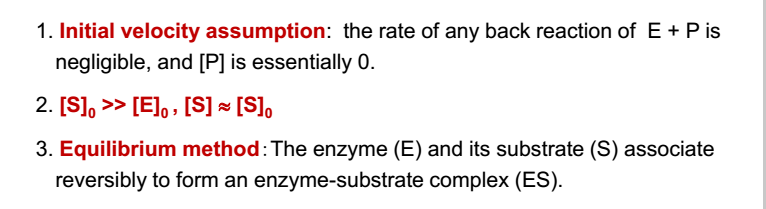 1. Initial velocity assumption: the rate of any back reaction of E + P is
negligible, and [P] is essentially 0.
2. [S]₀ >> [E]₀, [S] ≈ [S]₀
3. Equilibrium method: The enzyme (E) and its substrate (S) associate
reversibly to form an enzyme-substrate complex (ES).